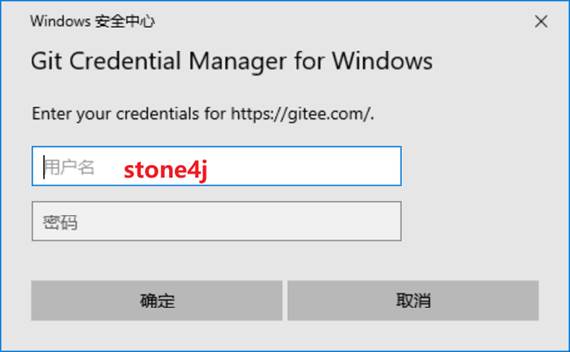 Windows 安全中心
Git Credential Manager for Windows
Enter your credentials for https://gitee.com/.
用户名 stone4j
密码
确定 取消